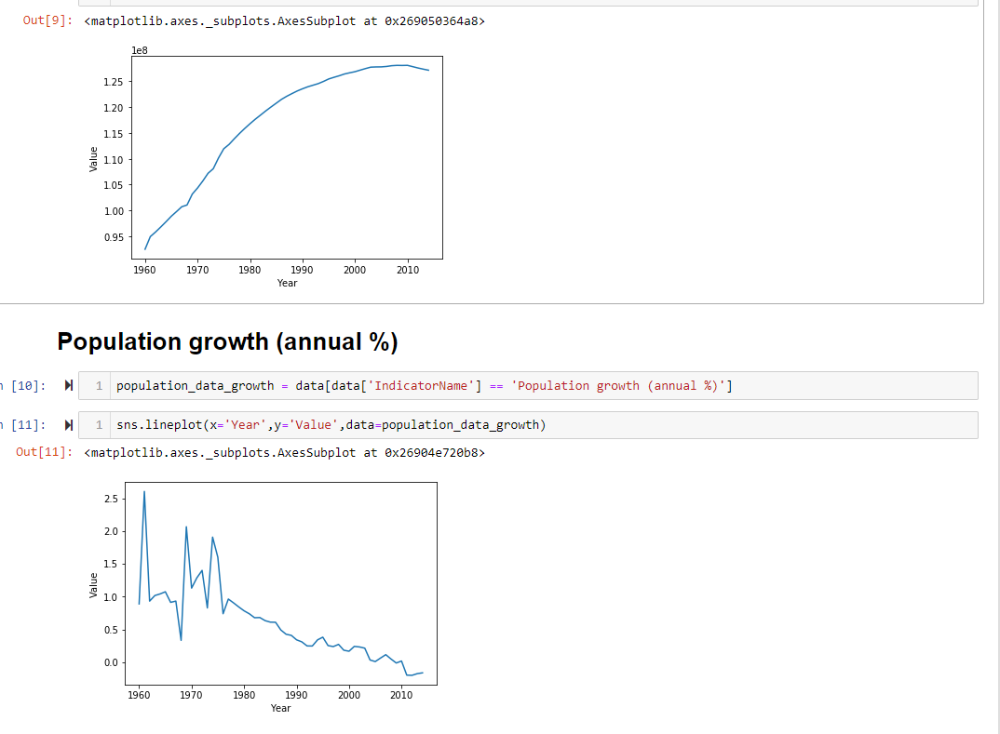 Out[9]: <matplotlib.axes._subplots.AxesSubplot at 0x269050364a8>
1e8
1.25
1.20
1.15
1.10
1.05
1.00
0.95
Value
1960 1970 1980 1990 2000 2010
Year
Population growth (annual %)
n [10]: 1 population_data_growth = data[data['IndicatorName'] == 'Population growth (annual %)']
n [11]: 1 sns.lineplot(x='Year',y='Value',data=population_data_growth)
Out[11]: <matplotlib.axes._subplots.AxesSubplot at 0x26904e720b8>
2.5
2.0
1.5
1.0
0.5
0.0
Value
1960 1970 1980 1990 2000 2010
Year